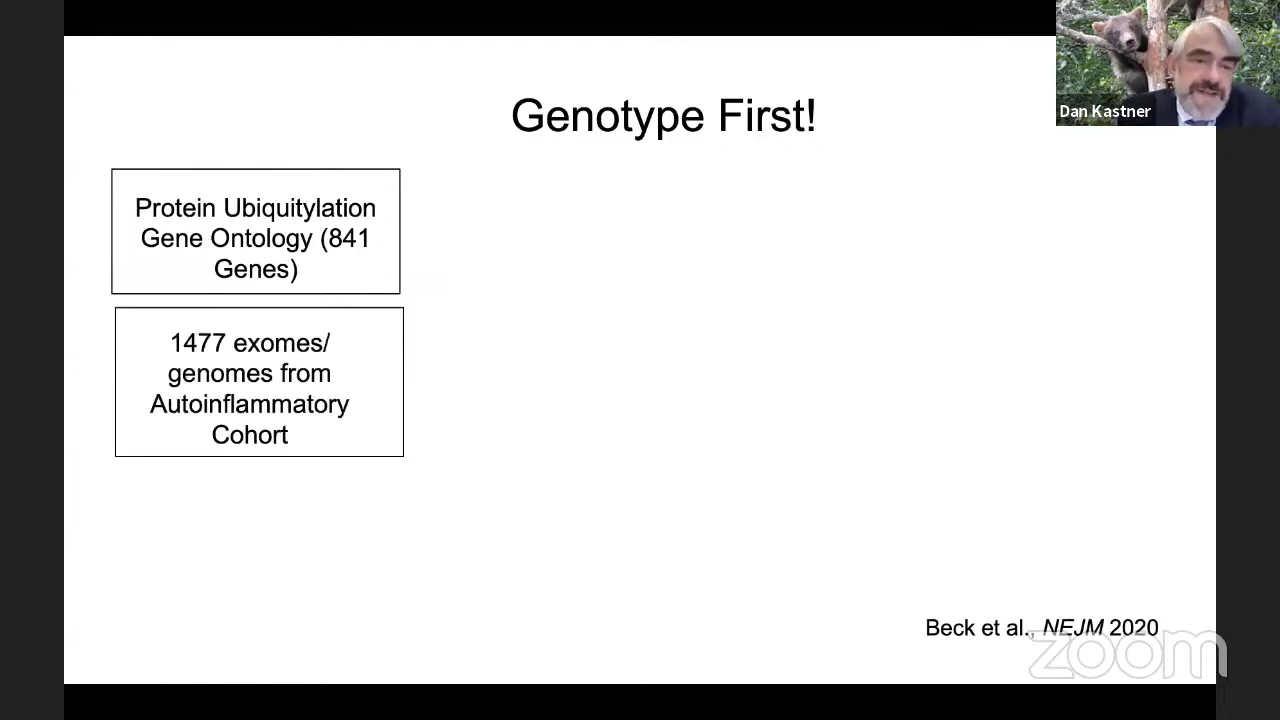 Genotype First!
Dan Kastner
Protein Ubiquitylation
Gene Ontology (841
Genes)
1477 exomes/
genomes from
Autoinflammatory
Cohort
Beck et al., NEJM 2020
zoom